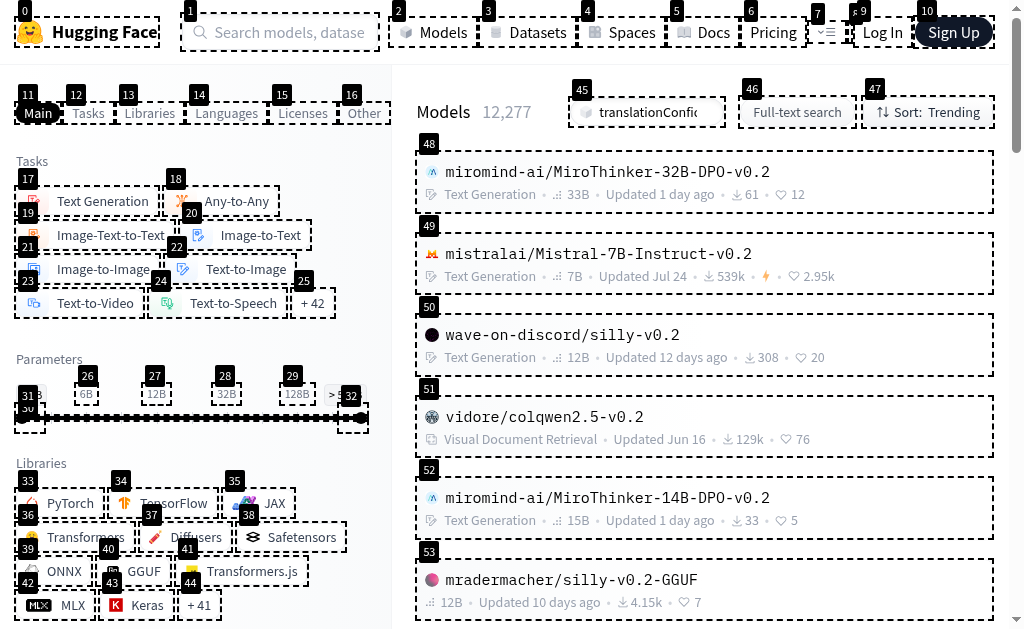 0 1 2 3 4 5 6 7 8 9 10
Hugging Face Search models, datase Models Datasets Spaces Docs Pricing Log In Sign Up
11 12 13 14 15 16
Main Tasks Libraries Languages Licenses Other
Tasks
17 18
Text Generation Any-to-Any
19 20
Image-Text-to-Text Image-to-Text
21 22
Image-to-Image Text-to-Image
23 24 25
Text-to-Video Text-to-Speech + 42
Parameters
26 27 28 29
31 6B 12B 32B 128B > 32
30
Libraries
33 34 35
PyTorch TensorFlow JAX
36 37 38
Transformers Diffusers Safetensors
39 40 41
ONNX GGUF Transformers.js
42 43 44
MLX MLX K Keras + 41
45 46 47
Models 12,277 translationConfic Full-text search Sort: Trending
48
miromind-ai/MiroThinker-32B-DPO-v0.2
Text Generation • 33B • Updated 1 day ago • 61 • 12
49
mistralai/Mistral-7B-Instruct-v0.2
Text Generation • 7B • Updated Jul 24 • 539k • • 2.95k
50
wave-on-discord/silly-v0.2
Text Generation • 12B • Updated 12 days ago • 308 • 20
51
vidore/colqwen2.5-v0.2
Visual Document Retrieval • Updated Jun 16 • 129k • 76
52
miromind-ai/MiroThinker-14B-DPO-v0.2
Text Generation • 15B • Updated 1 day ago • 33 • 5
53
mradermacher/silly-v0.2-GGUF
12B • Updated 10 days ago • 4.15k • 7